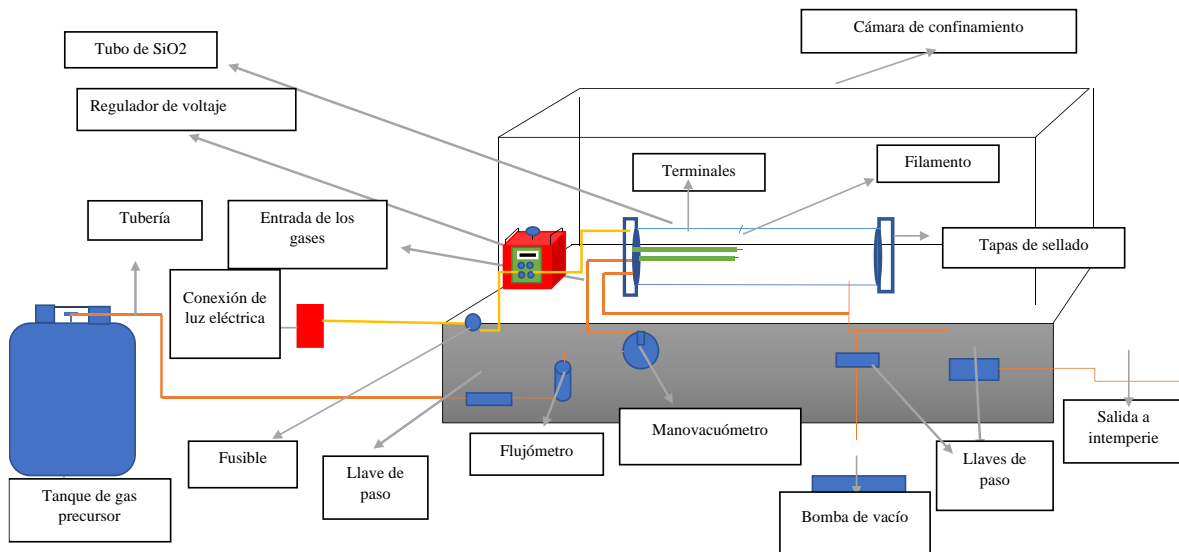 Cámara de confinamiento
Tubo de SiO2
Regulador de voltaje
Terminales
Filamento
Tubería
Entrada de los
gases
Tapas de sellado
Conexión de
luz eléctrica
Fusible
Llave de
paso
Flujómetro
Manovacuómetro
Llaves de
paso
Salida a
intemperie
Tanque de gas
precursor
Bomba de vacío